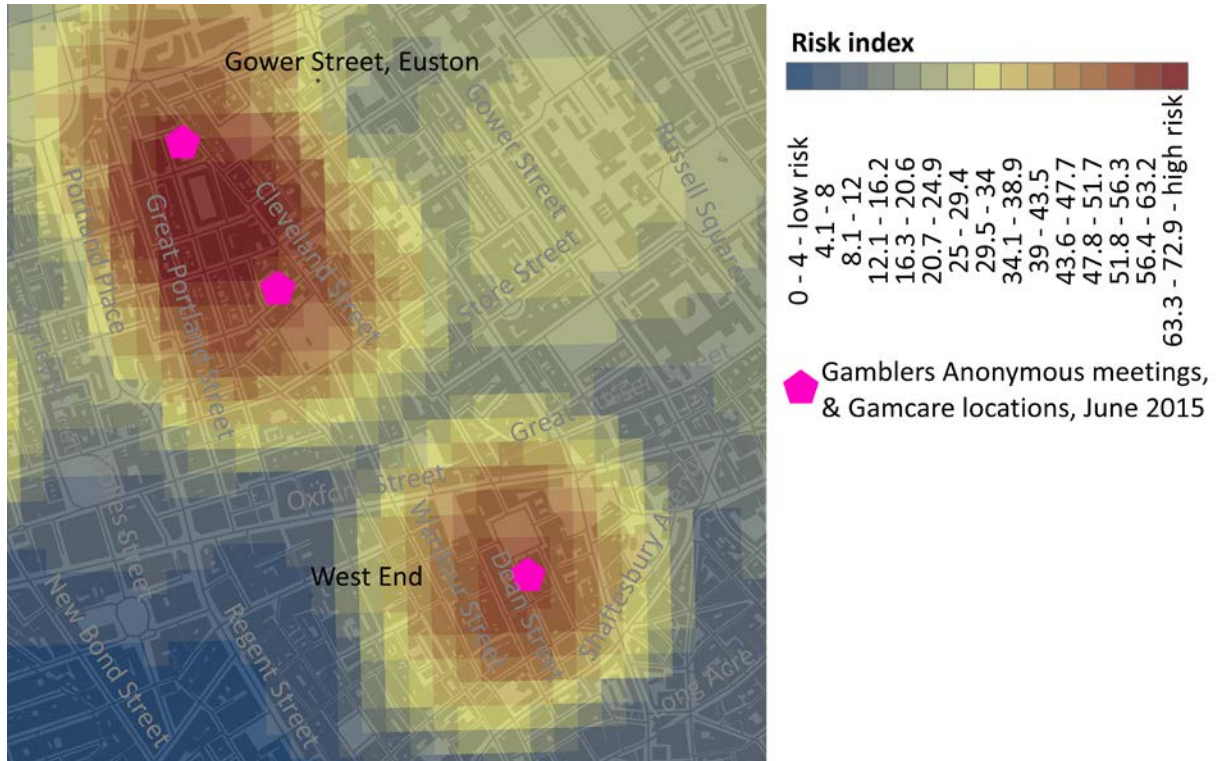 Gower Street, Euston
Gower Street
Russell Square
Portland Place
Great Portland Street
Cleveland Street
Store Street
Harley
Great
Street
Oxford Street
Wardour Street
Dean Street
Shaftesbury
West End
New Bond Street
Regent Street
Street
ong Acre
Risk index
0 - 4 - low risk
4.1 - 8
8.1 - 12
12.1 - 16.2
16.3 - 20.6
20.7 - 24.9
25 - 29.4
29.5 - 34
34.1 - 38.9
39 - 43.5
43.6 - 47.7
47.8 - 51.7
51.8 - 56.3
56.4 - 63.2
63.3 - 72.9 - high risk
Gamblers Anonymous meetings,
& Gamcare locations, June 2015